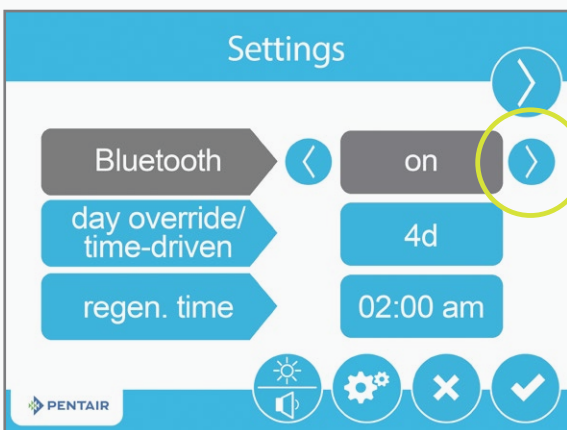 Settings
Bluetooth
on
day override/
time-driven
4d
regen. time
02:00 am
PENTAIR